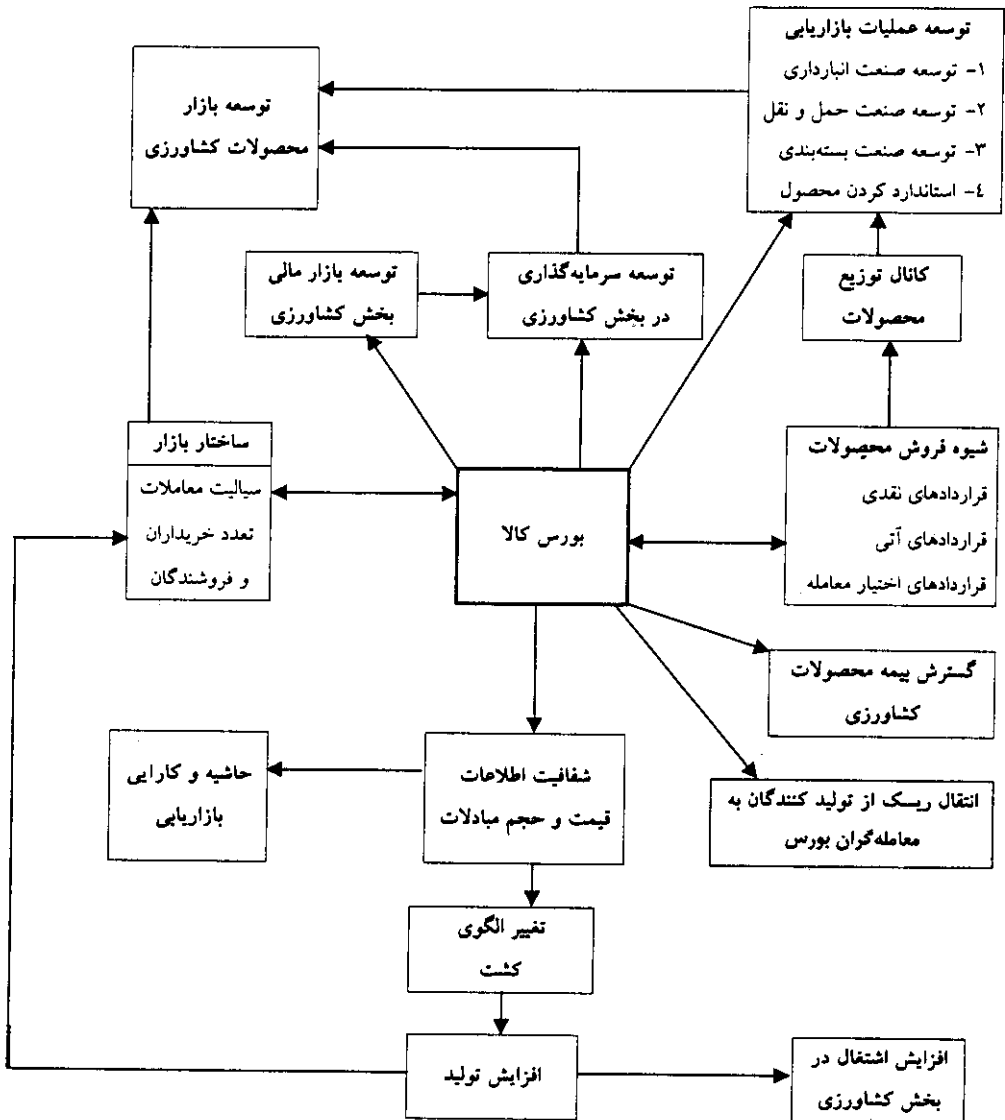 توسعه عملیات بازاریابی
۱- توسعه صنعت انبارداری
۲- توسعه صنعت حمل و نقل
۳- توسعه صنعت بسته‌بندی
٤- استاندارد کردن محصول
توسعه بازار
محصولات کشاورزی
کانال توزیع
محصولات
توسعه سرمایه‌گذاری
در بخش کشاورزی
توسعه بازار مالی
بخش کشاورزی
شیوه فروش محصولات
قراردادهای نقدی
قراردادهای آتی
قراردادهای اختیار معامله
بورس کالا
ساختار بازار
سیالیت معاملات
تعدد خریداران
و فروشندگان
گسترش بیمه محصولات
کشاورزی
انتقال ریسک از تولید کنندگان به
معامله‌گران بورس
شفافیت اطلاعات
قیمت و حجم مبادلات
حاشیه و کارایی
بازاریابی
تغییر الگوی
کشت
افزایش تولید
افزایش اشتغال در
بخش کشاورزی